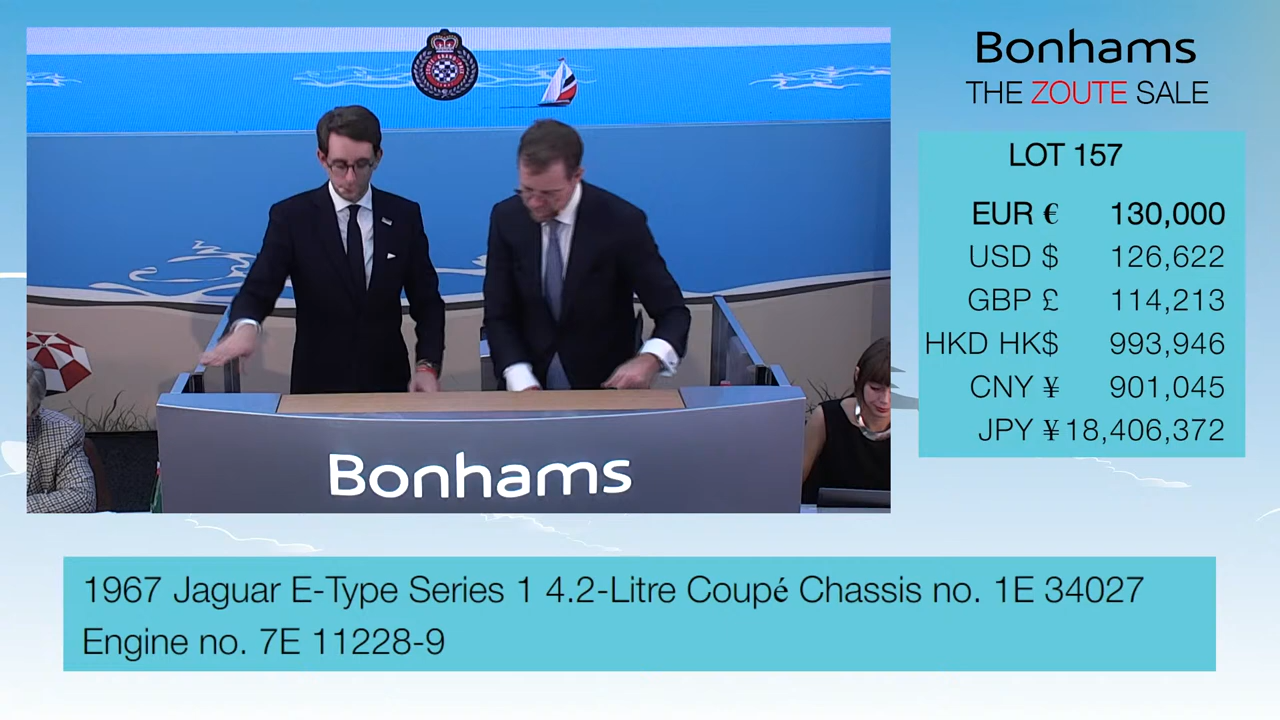 Bonhams
THE ZOUTE SALE
LOT 157
EUR € 130,000
USD $ 126,622
GBP £ 114,213
HKD HK$ 993,946
CNY ¥ 901,045
JPY ¥ 18,406,372
Bonhams
1967 Jaguar E-Type Series 1 4.2-Litre Coupé Chassis no. 1E 34027
Engine no. 7E 11228-9